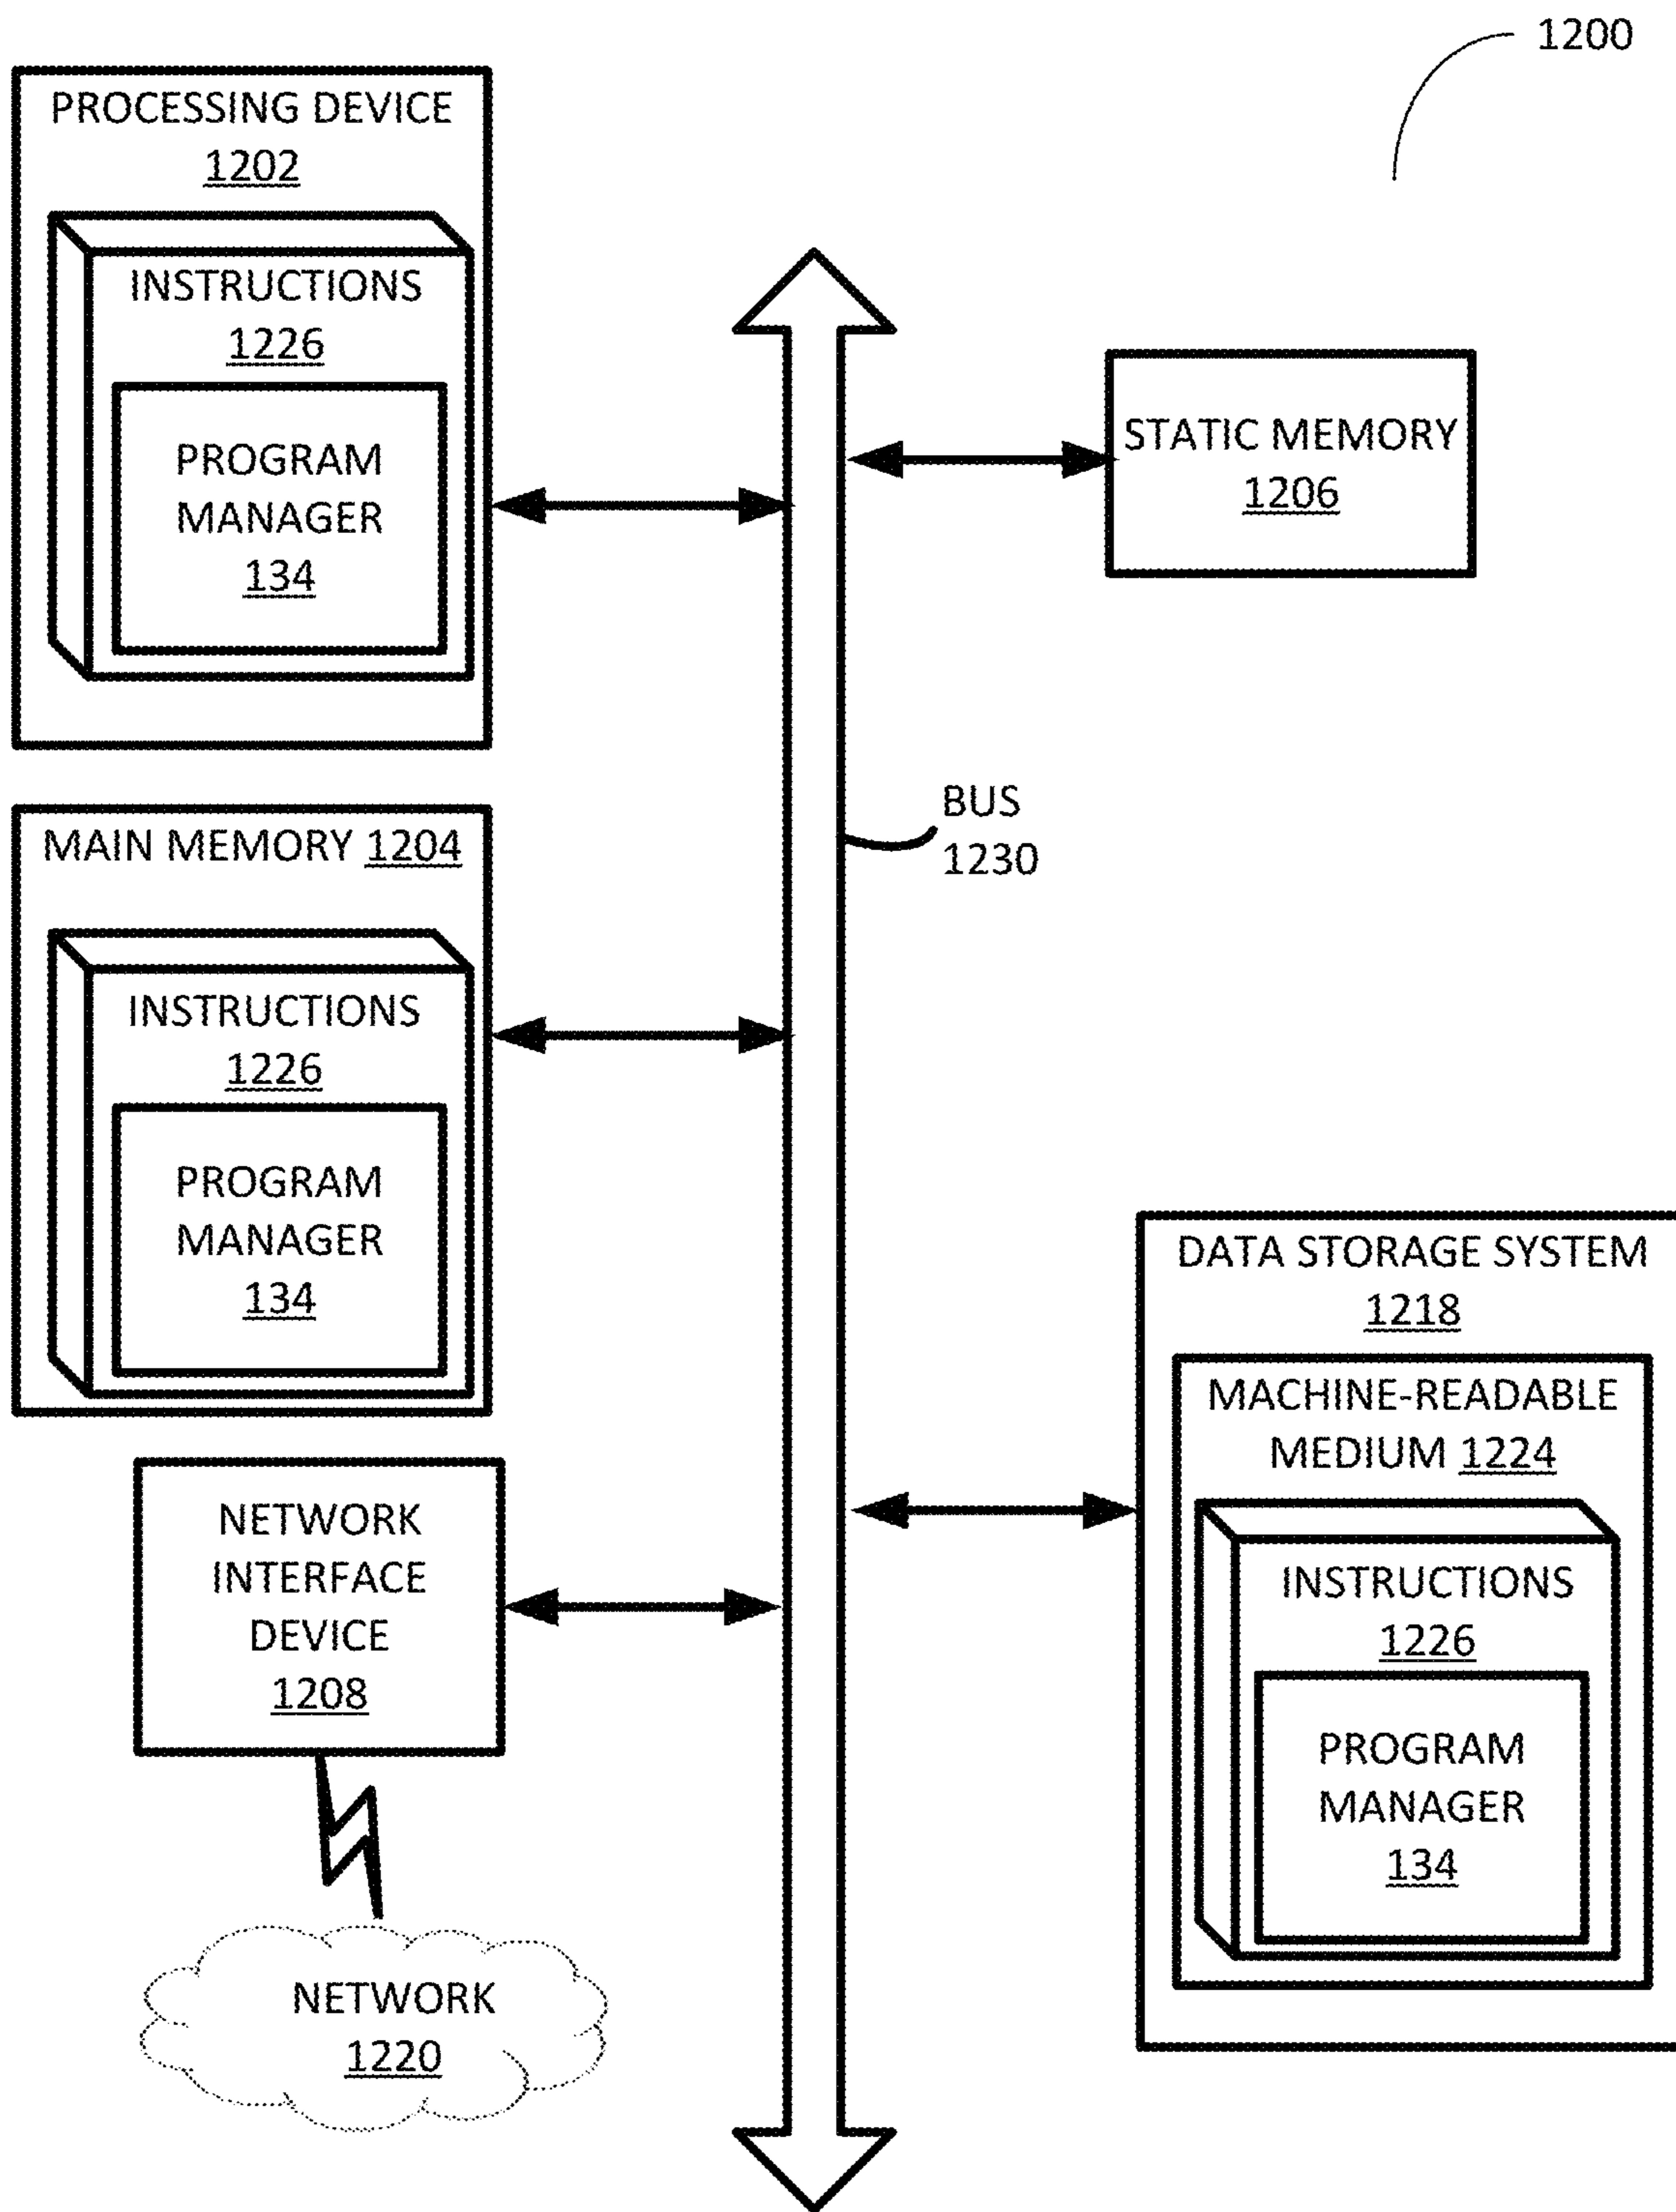 1200
PROCESSING DEVICE
1202
INSTRUCTIONS
1226
PROGRAM
MANAGER
134
STATIC MEMORY
1206
BUS
1230
MAIN MEMORY 1204
INSTRUCTIONS
1226
PROGRAM
MANAGER
134
DATA STORAGE SYSTEM
1218
MACHINE-READABLE
MEDIUM 1224
INSTRUCTIONS
1226
PROGRAM
MANAGER
134
NETWORK
INTERFACE
DEVICE
1208
NETWORK
1220